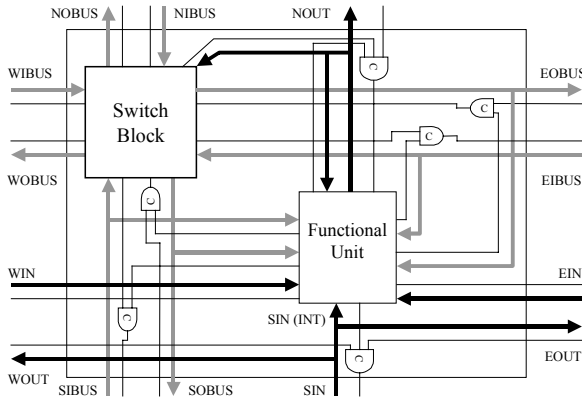 NOBUS NIBUS NOUT
C
WIBUS EOBUS
Switch Block
C
C
WOBUS EIBUS
C
Functional Unit
WIN EIN
C
SIN (INT)
C
WOUT EOUT
SIBUS SOBUS SIN